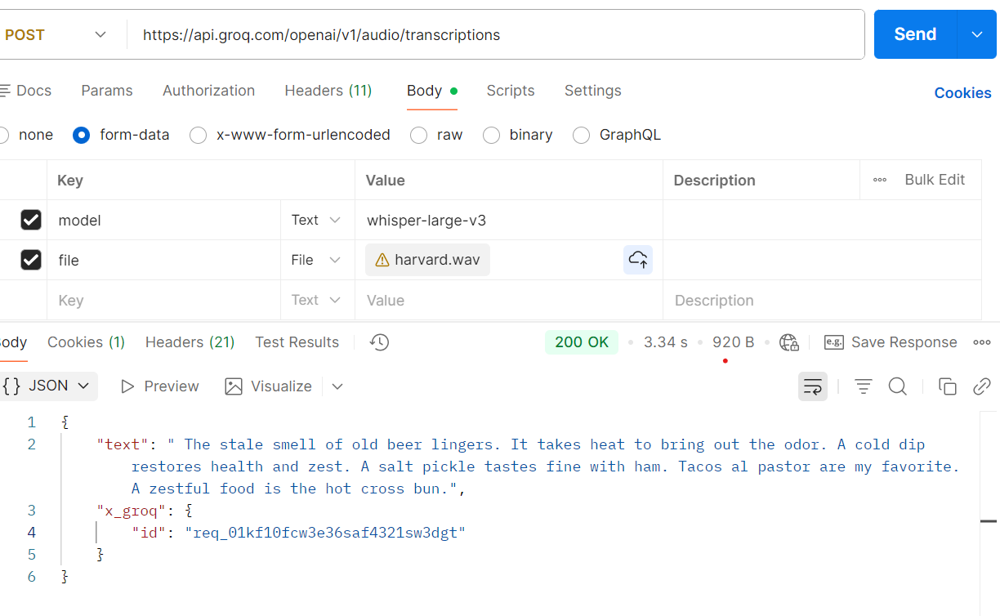 POST https://api.groq.com/openai/v1/audio/transcriptions Send
Docs Params Authorization Headers (11) Body Scripts Settings Cookies
none form-data x-www-form-urlencoded raw binary GraphQL
Key Value Description Bulk Edit
model Text whisper-large-v3
file File harvard.wav
Key Text Value Description
ody Cookies (1) Headers (21) Test Results 200 OK 3.34 s 920 B e.g. Save Response
{} JSON Preview Visualize
1 {
2 "text": " The stale smell of old beer lingers. It takes heat to bring out the odor. A cold dip
restores health and zest. A salt pickle tastes fine with ham. Tacos al pastor are my favorite.
A zestful food is the hot cross bun.",
3 "x_groq": {
4 "id": "req_01kf10fcw3e36saf4321sw3dgt"
5 }
6 }